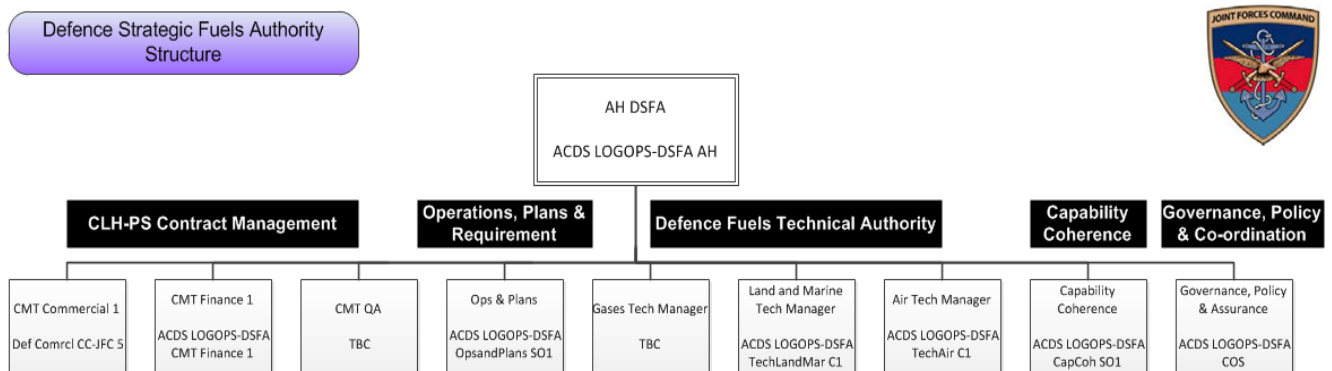 Defence Strategic Fuels Authority
Structure
JOINT FORCES COMMAND
AH DSFA
ACDS LOGOPS-DSFA AH
CLH-PS Contract Management
Operations, Plans &
Requirement
Defence Fuels Technical Authority
Capability
Coherence
Governance, Policy
& Co-ordination
CMT Commercial 1
Def Comrcl CC-JFC 5
CMT Finance 1
ACDS LOGOPS-DSFA
CMT Finance 1
CMT QA
TBC
Ops & Plans
ACDS LOGOPS-DSFA
OpsandPlans SO1
Gases Tech Manager
TBC
Land and Marine
Tech Manager
ACDS LOGOPS-DSFA
TechLandMar C1
Air Tech Manager
ACDS LOGOPS-DSFA
TechAir C1
Capability
Coherence
ACDS LOGOPS-DSFA
CapCoh SO1
Governance, Policy
& Assurance
ACDS LOGOPS-DSFA
COS